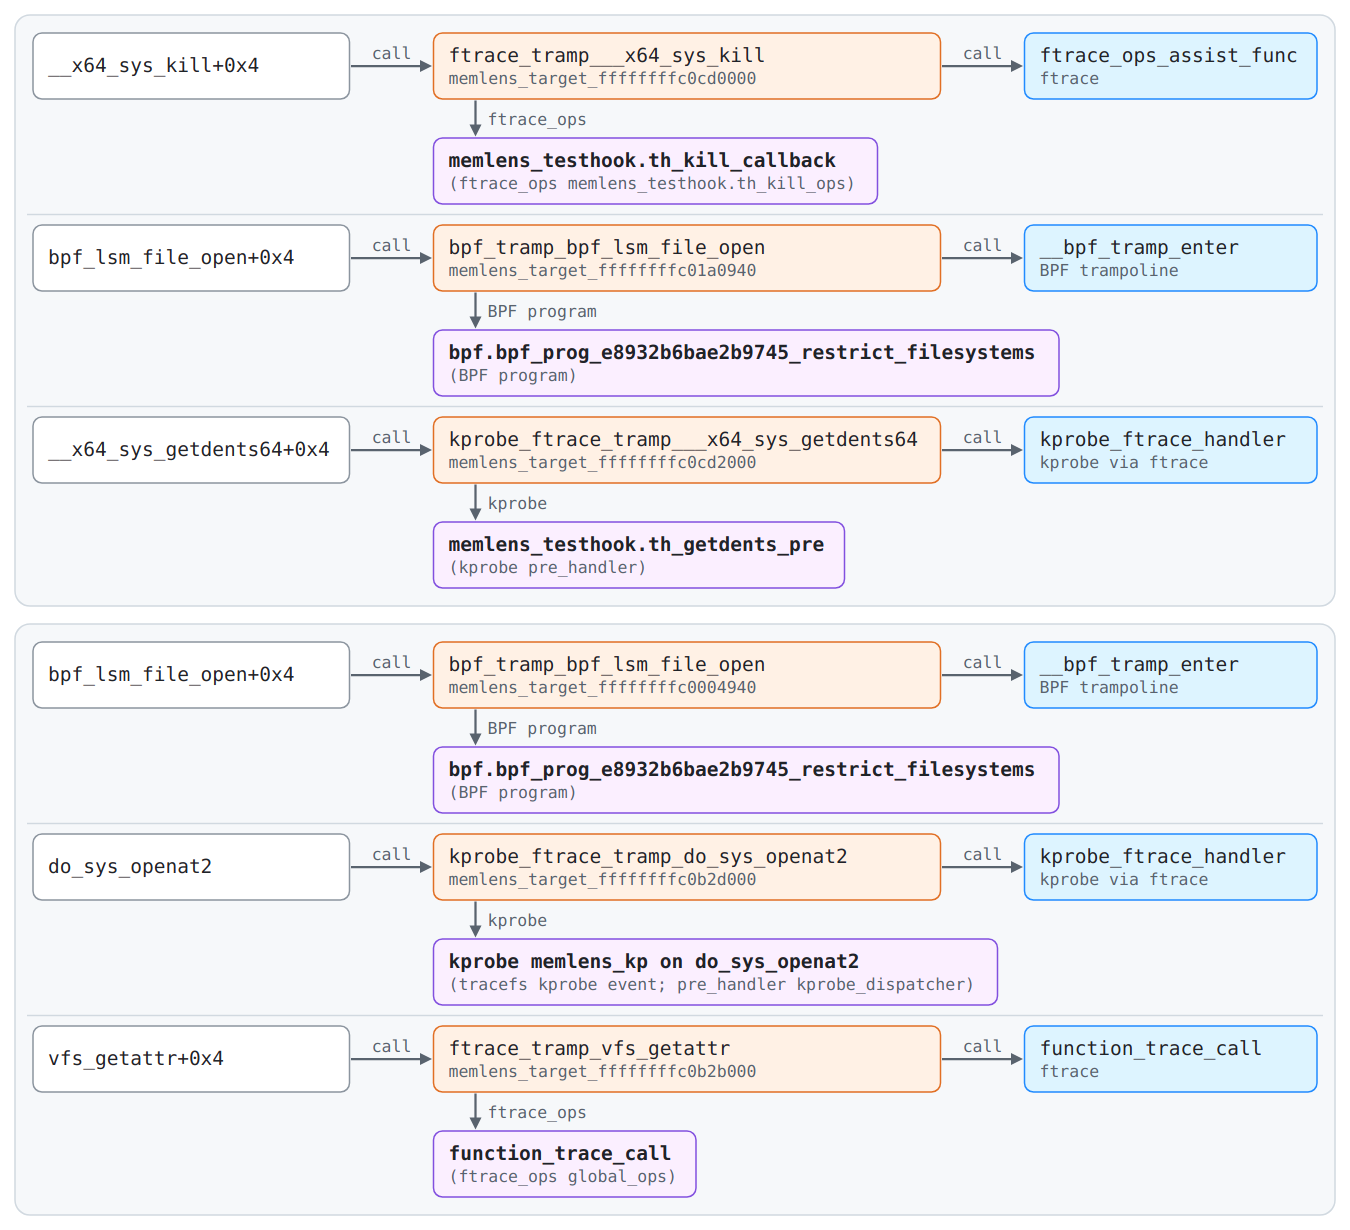 __x64_sys_kill+0x4
call
ftrace_tramp___x64_sys_kill
memlens_target_ffffffffc0cd0000
call
ftrace_ops_assist_func
ftrace
ftrace_ops
memlens_testhook.th_kill_callback
(ftrace_ops memlens_testhook.th_kill_ops)
bpf_lsm_file_open+0x4
call
bpf_tramp_bpf_lsm_file_open
memlens_target_ffffffffc01a0940
call
__bpf_tramp_enter
BPF trampoline
BPF program
bpf.bpf_prog_e8932b6bae2b9745_restrict_filesystems
(BPF program)
__x64_sys_getdents64+0x4
call
kprobe_ftrace_tramp___x64_sys_getdents64
memlens_target_ffffffffc0cd2000
call
kprobe_ftrace_handler
kprobe via ftrace
kprobe
memlens_testhook.th_getdents_pre
(kprobe pre_handler)
bpf_lsm_file_open+0x4
call
bpf_tramp_bpf_lsm_file_open
memlens_target_ffffffffc0004940
call
__bpf_tramp_enter
BPF trampoline
BPF program
bpf.bpf_prog_e8932b6bae2b9745_restrict_filesystems
(BPF program)
do_sys_openat2
call
kprobe_ftrace_tramp_do_sys_openat2
memlens_target_ffffffffc0b2d000
call
kprobe_ftrace_handler
kprobe via ftrace
kprobe
kprobe memlens_kp on do_sys_openat2
(tracefs kprobe event; pre_handler kprobe_dispatcher)
vfs_getattr+0x4
call
ftrace_tramp_vfs_getattr
memlens_target_ffffffffc0b2b000
call
function_trace_call
ftrace
ftrace_ops
function_trace_call
(ftrace_ops global_ops)